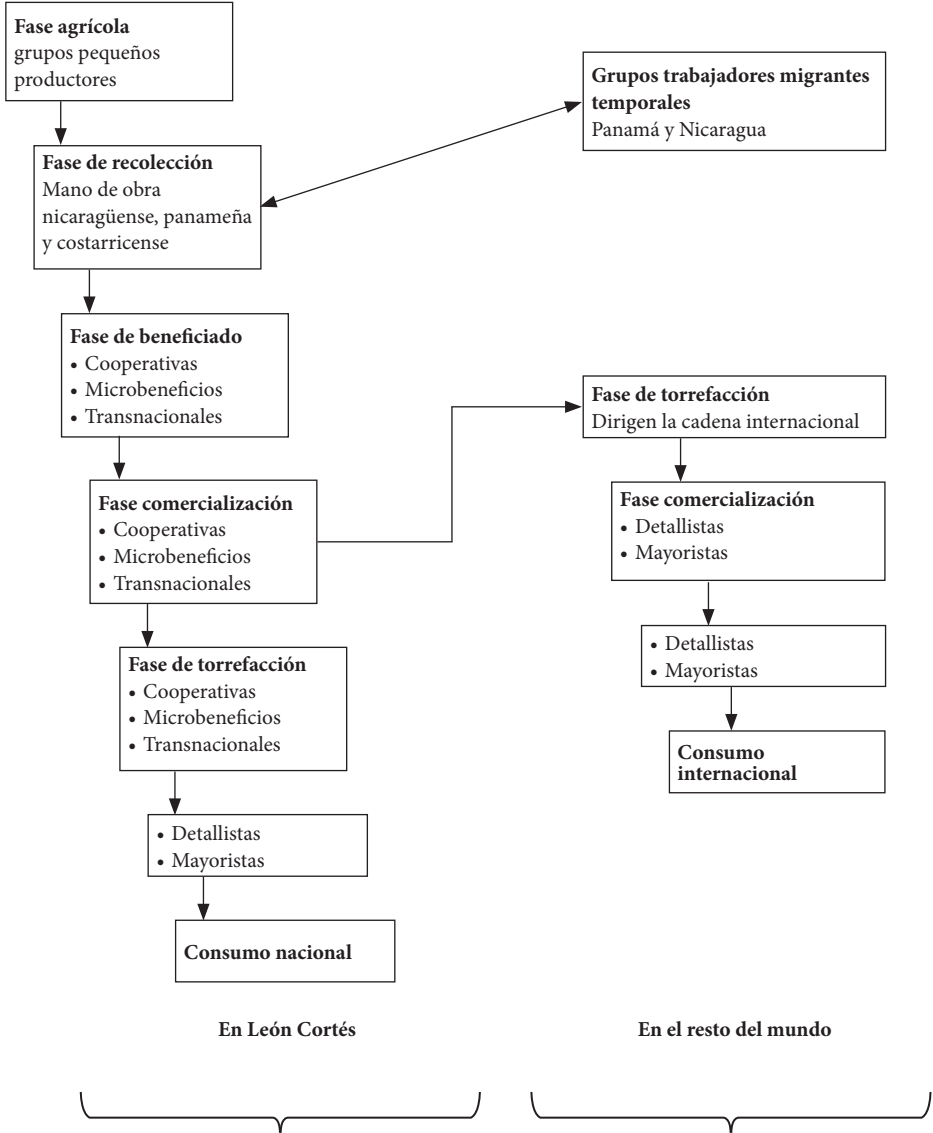 Fase agrícola
grupos pequeños
productores
Grupos trabajadores migrantes
temporales
Panamá y Nicaragua
Fase de recolección
Mano de obra
nicaragüense, panameña
y costarricense
Fase de beneficiado
• Cooperativas
• Microbeneficios
• Transnacionales
Fase de torrefacción
Dirigen la cadena internacional
Fase comercialización
• Cooperativas
• Microbeneficios
• Transnacionales
Fase comercialización
• Detallistas
• Mayoristas
Fase de torrefacción
• Cooperativas
• Microbeneficios
• Transnacionales
• Detallistas
• Mayoristas
Consumo
internacional
• Detallistas
• Mayoristas
Consumo nacional
En León Cortés
En el resto del mundo